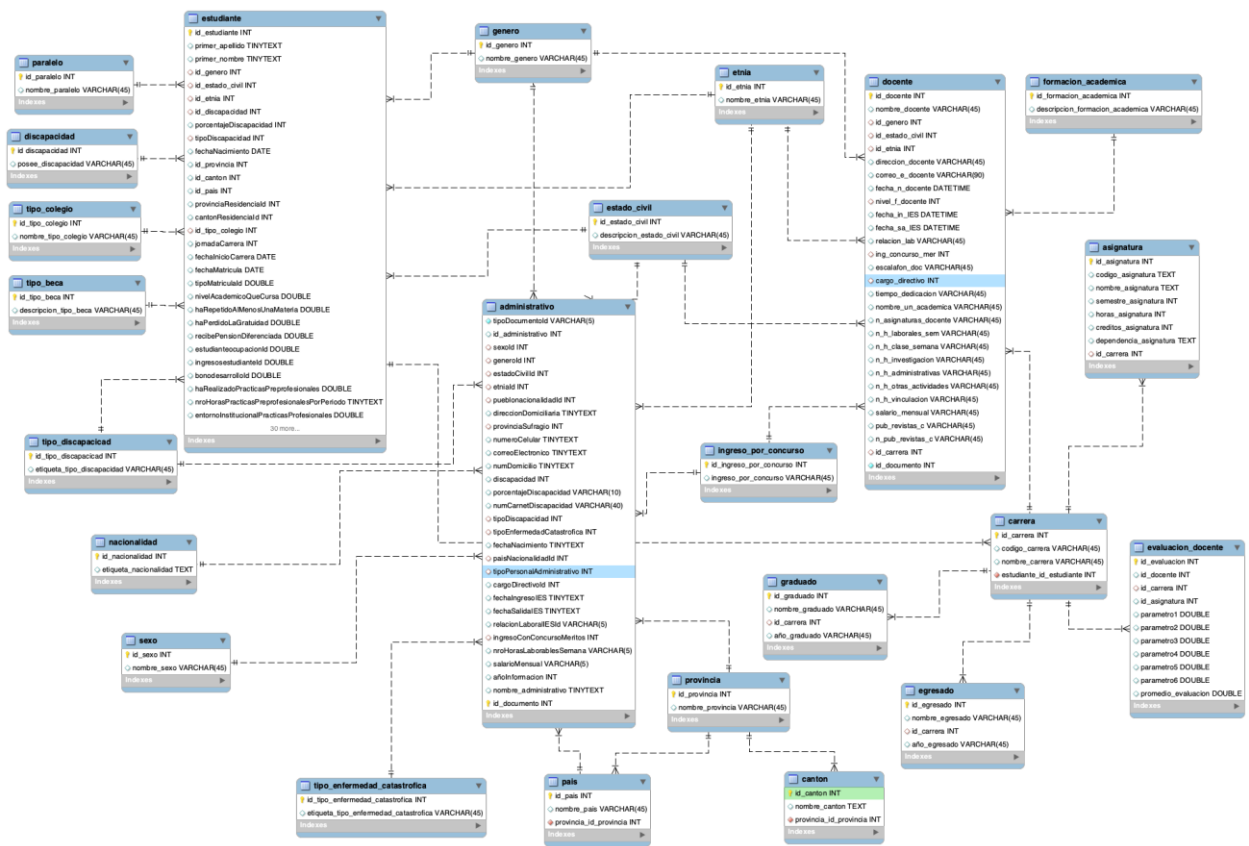 estudiante
id_estudiante INT
primer_apellido TINYTEXT
primer_nombre TINYTEXT
id_genero INT
id_estado_civil INT
id_etnia INT
id_discapacidad INT
porcentajeDiscapacidad INT
tipoDiscapacidad INT
fechaNacimiento DATE
id_provincia INT
id_canton INT
id_pais INT
provinciaResidencialId INT
cantonResidencialId INT
id_tipo_colegio INT
jornadaCarrera INT
fechaInicioCarrera DATE
fechaMatricula DATE
tipoMatriculaId DOUBLE
nivelAcademicoQueCursa DOUBLE
haRepetidoAlMenosUnaMateria DOUBLE
haPerdidoLaGratuidad DOUBLE
recibePensionDiferenciada DOUBLE
estudianteocupacionId DOUBLE
ingresosestudianteId DOUBLE
bonodesarrolloId DOUBLE
haRealizadoPracticasPreprofesionales DOUBLE
nroHorasPracticasPreprofesionalesPorPeriodo TINYTEXT
entornoInstitucionalPracticasProfesionales DOUBLE
30 more...
Indexes
paralelo
id_paralelo INT
nombre_paralelo VARCHAR(45)
Indexes
discapacidad
id discapacidad INT
posee_discapacidad VARCHAR(45)
Indexes
tipo_colegio
id_tipo_colegio INT
nombre_tipo_colegio VARCHAR(45)
Indexes
tipo_beca
id_tipo_beca INT
descripcion_tipo_beca VARCHAR(45)
Indexes
tipo_discapacicad
id_tipo_discapacicad INT
etiqueta_tipo_discapacidad VARCHAR(45)
Indexes
nacionalidad
id_nacionalidad INT
etiqueta_nacionalidad TEXT
Indexes
sexo
id_sexo INT
nombre_sexo VARCHAR(45)
Indexes
tipo_enfermedad_catastrofica
id_tipo_enfermedad_catastrofica INT
etiqueta_tipo_enfermedad_catastrofica VARCHAR(45)
Indexes
genero
id_genero INT
nombre_genero VARCHAR(45)
Indexes
etnia
id_etnia INT
nombre_etnia VARCHAR(45)
Indexes
estado_civil
id_estado_civil INT
descripcion_estado_civil VARCHAR(45)
Indexes
administrativo
tipoDocumentoId VARCHAR(5)
id_administrativo INT
sexoId INT
generoId INT
estadoCivilId INT
etniaId INT
pueblonacionalidadId INT
direccionDomiciliaria TINYTEXT
provinciaSufragio INT
numeroCelular TINYTEXT
correoElectronico TINYTEXT
numDomicilio TINYTEXT
discapacidad INT
porcentajeDiscapacidad VARCHAR(10)
numCarnetDiscapacidad VARCHAR(40)
tipoDiscapacidad INT
tipoEnfermedadCatastrofica INT
fechaNacimiento TINYTEXT
paisNacionalidadId INT
tipoPersonalAdministrativo INT
cargoDirectivoId INT
fechaIngresoIES TINYTEXT
fechaSalidaIES TINYTEXT
relacionLaboralIESId VARCHAR(5)
ingresoConConcursoMeritos INT
nroHorasLaborablesSemana VARCHAR(5)
salarioMensual VARCHAR(5)
añoInformacion INT
nombre_administrativo TINYTEXT
id_documento INT
Indexes
ingreso_por_concurso
id_ingreso_por_concurso INT
ingreso_por_concurso VARCHAR(45)
Indexes
provincia
id_provincia INT
nombre_provincia VARCHAR(45)
Indexes
pais
id_pais INT
nombre_pais VARCHAR(45)
provincia_id_provincia INT
Indexes
canton
id_canton INT
nombre_canton TEXT
provincia_id_provincia INT
Indexes
docente
id_docente INT
nombre_docente VARCHAR(45)
id_genero INT
id_estado_civil INT
id_etnia INT
direccion_docente VARCHAR(45)
correo_e_docente VARCHAR(90)
fecha_n_docente DATETIME
nivel_f_docente INT
fecha_in_IES DATETIME
fecha_sa_IES DATETIME
relacion_lab VARCHAR(45)
ing_concurso_mer INT
escalafon_doc VARCHAR(45)
cargo_directivo INT
tiempo_dedicacion VARCHAR(45)
nombre_un_academica VARCHAR(45)
n_asignaturas_docente VARCHAR(45)
n_h_laborales_sem VARCHAR(45)
n_h_clase_semana VARCHAR(45)
n_h_investigacion VARCHAR(45)
n_h_administrativas VARCHAR(45)
n_h_otras_actividades VARCHAR(45)
n_h_vinculacion VARCHAR(45)
salario_mensual VARCHAR(45)
pub_revistas_c VARCHAR(45)
n_pub_revistas_c VARCHAR(45)
id_carrera INT
id_documento INT
Indexes
formacion_academica
id_formacion_academica INT
descripcion_formacion_academica VARCHAR(45)
Indexes
asignatura
id_asignatura INT
codigo_asignatura TEXT
nombre_asignatura TEXT
semestre_asignatura INT
horas_asignatura INT
creditos_asignatura INT
dependencia_asignatura TEXT
id_carrera INT
Indexes
carrera
id_carrera INT
codigo_carrera VARCHAR(45)
nombre_carrera VARCHAR(45)
estudiante_id_estudiante INT
Indexes
graduado
id_graduado INT
nombre_graduado VARCHAR(45)
id_carrera INT
año_graduado VARCHAR(45)
Indexes
egresado
id_egresado INT
nombre_egresado VARCHAR(45)
id_carrera INT
año_egresado VARCHAR(45)
Indexes
evaluacion_docente
id_evaluacion INT
id_docente INT
id_carrera INT
id_asignatura INT
parametro1 DOUBLE
parametro2 DOUBLE
parametro3 DOUBLE
parametro4 DOUBLE
parametro5 DOUBLE
parametro6 DOUBLE
promedio_evaluacion DOUBLE
Indexes